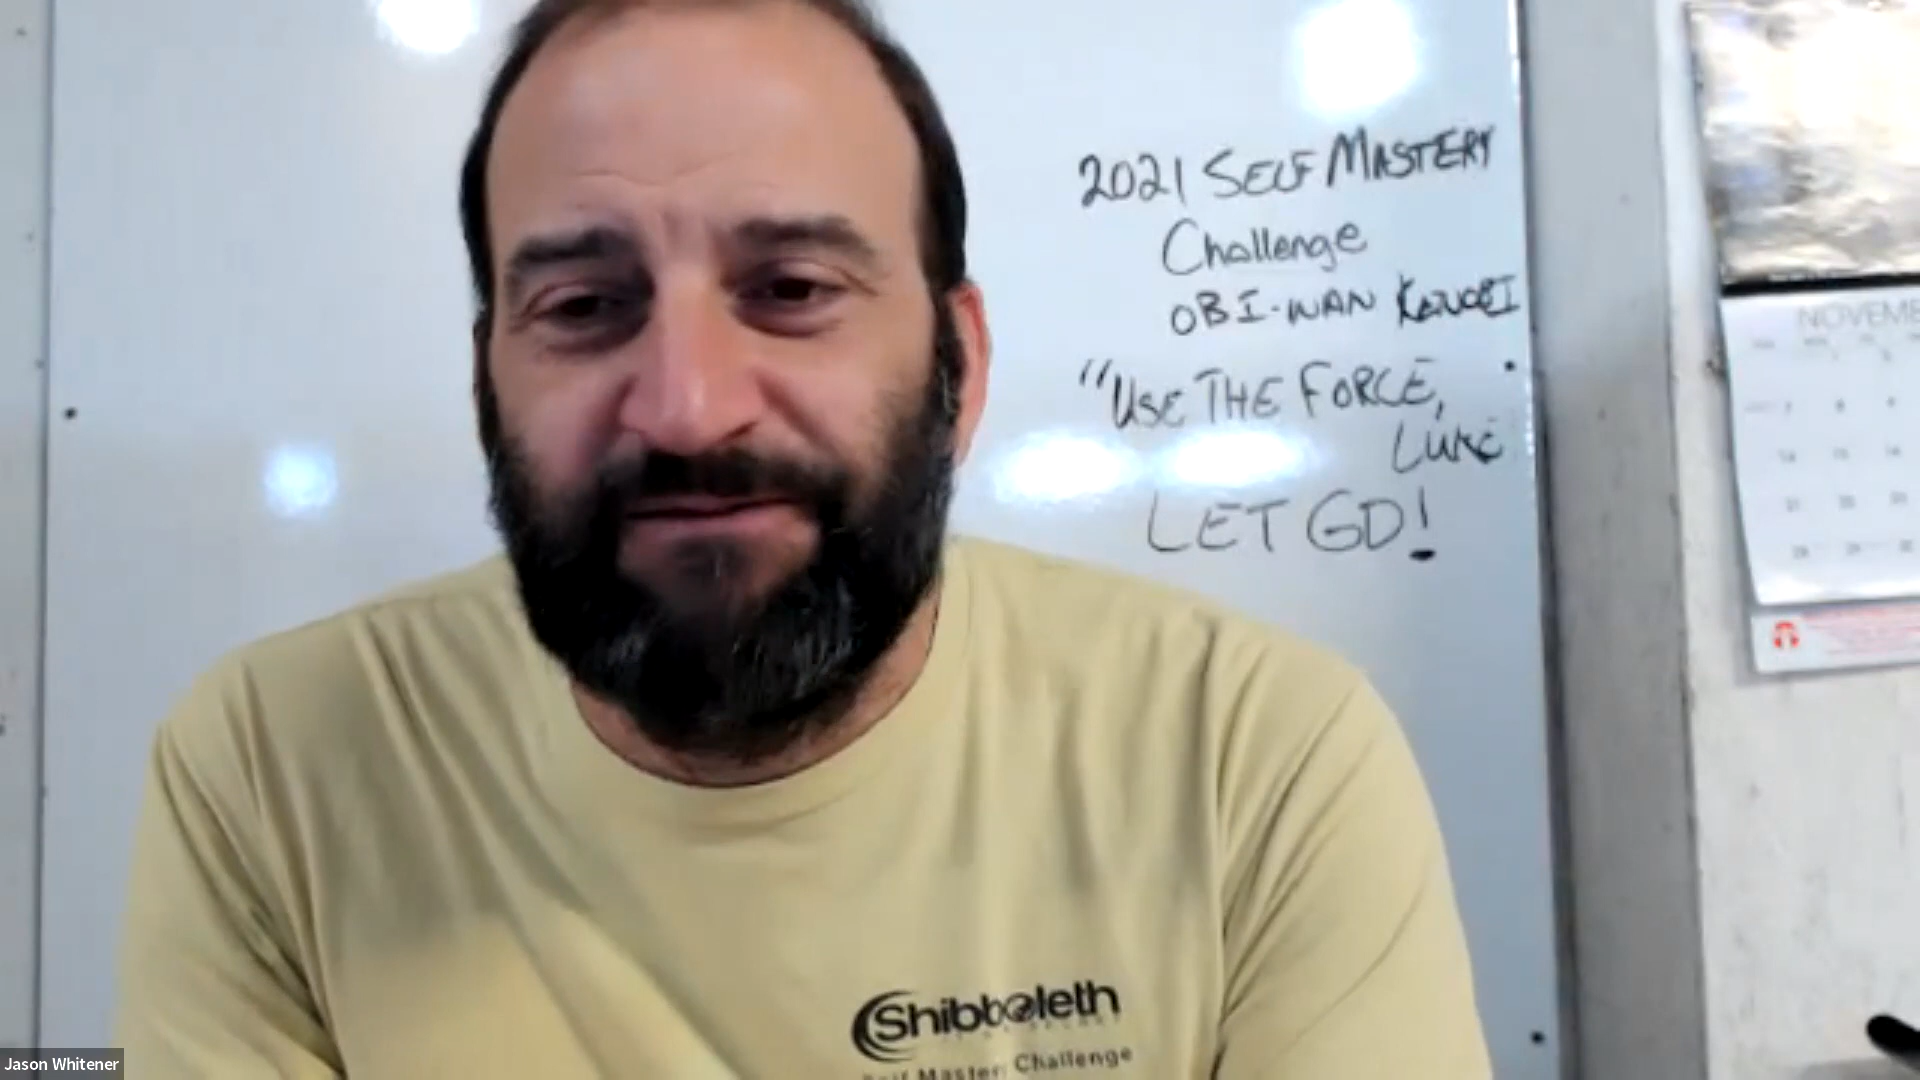 2021 SELF MASTERY
Challenge
OBI-WAN KENOBI
"USE THE FORCE,
LUKE
LET GO!
NOVEMB
Shibboleth
Self Mastery Challenge
Jason Whitener